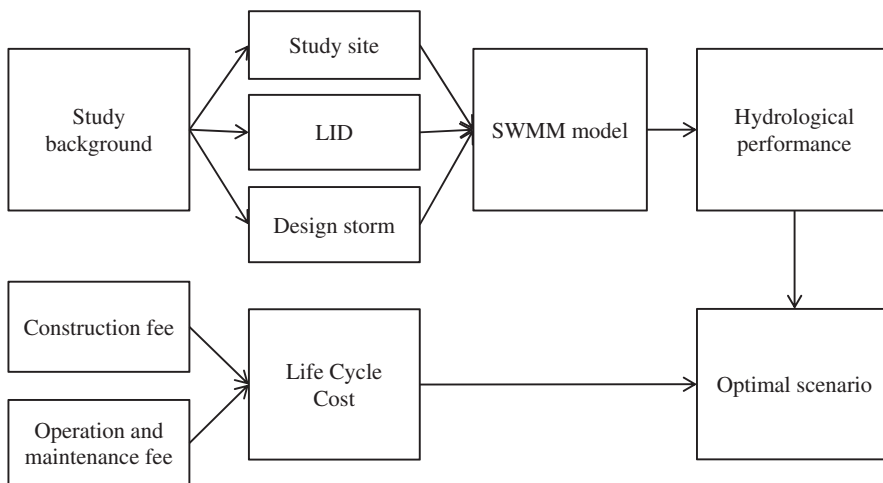 Study
background
Study site
LID
Design storm
SWMM model
Hydrological
performance
Construction fee
Operation and
maintenance fee
Life Cycle
Cost
Optimal scenario